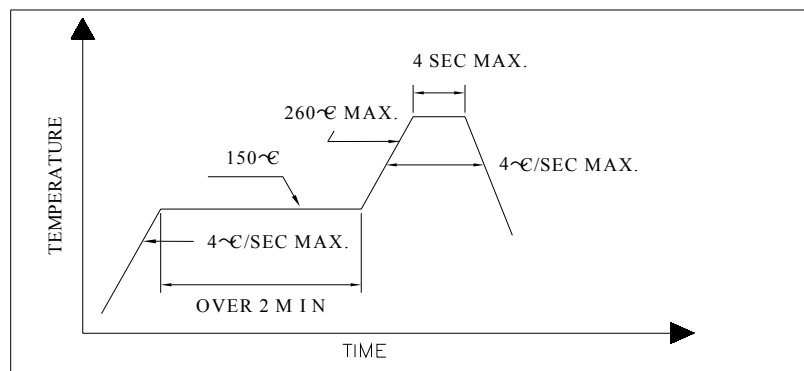 4 SEC MAX.
260℃ MAX.
150℃
4℃/SEC MAX.
4℃/SEC MAX.
OVER 2 M I N
TEMPERATURE
TIME